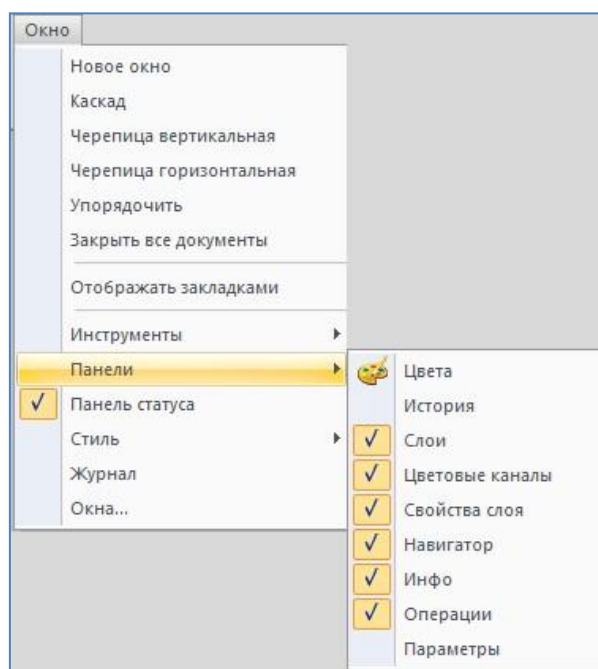 Окно
Новое окно
Каскад
Черепица вертикальная
Черепица горизонтальная
Упорядочить
Закрыть все документы
Отображать закладками
Инструменты
Панели
Панель статуса
Стиль
Журнал
Окна...
Цвета
История
Слои
Цветовые каналы
Свойства слоя
Навигатор
Инфо
Операции
Параметры